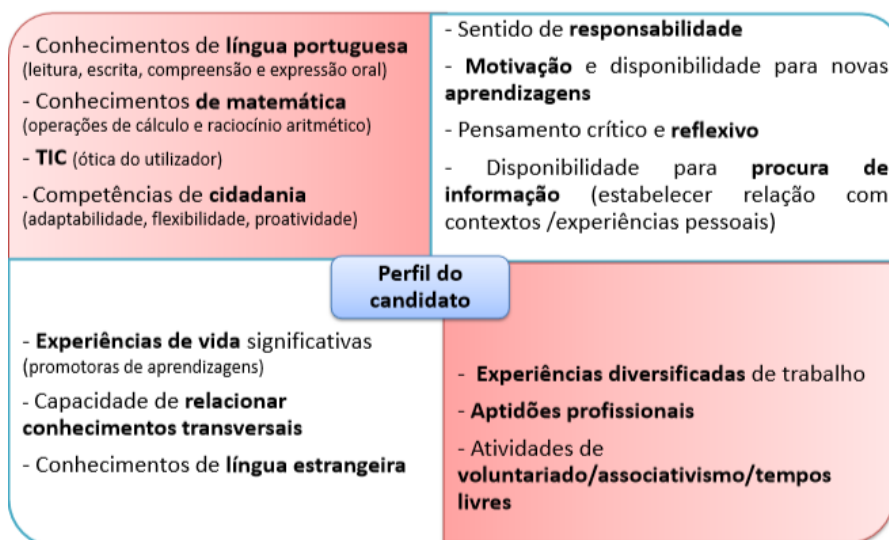 - Conhecimentos de língua portuguesa
(leitura, escrita, compreensão e expressão oral)
- Conhecimentos de matemática
(operações de cálculo e raciocínio aritmético)
- TIC (ótica do utilizador)
- Competências de cidadania
(adaptabilidade, flexibilidade, proatividade)
- Sentido de responsabilidade
- Motivação e disponibilidade para novas
aprendizagens
- Pensamento crítico e reflexivo
- Disponibilidade para procura de
informação (estabelecer relação com
contextos /experiências pessoais)
Perfil do
candidato
- Experiências de vida significativas
(promotoras de aprendizagens)
- Capacidade de relacionar
conhecimentos transversais
- Conhecimentos de língua estrangeira
- Experiências diversificadas de trabalho
- Aptidões profissionais
- Atividades de
voluntariado/associativismo/tempos
livres